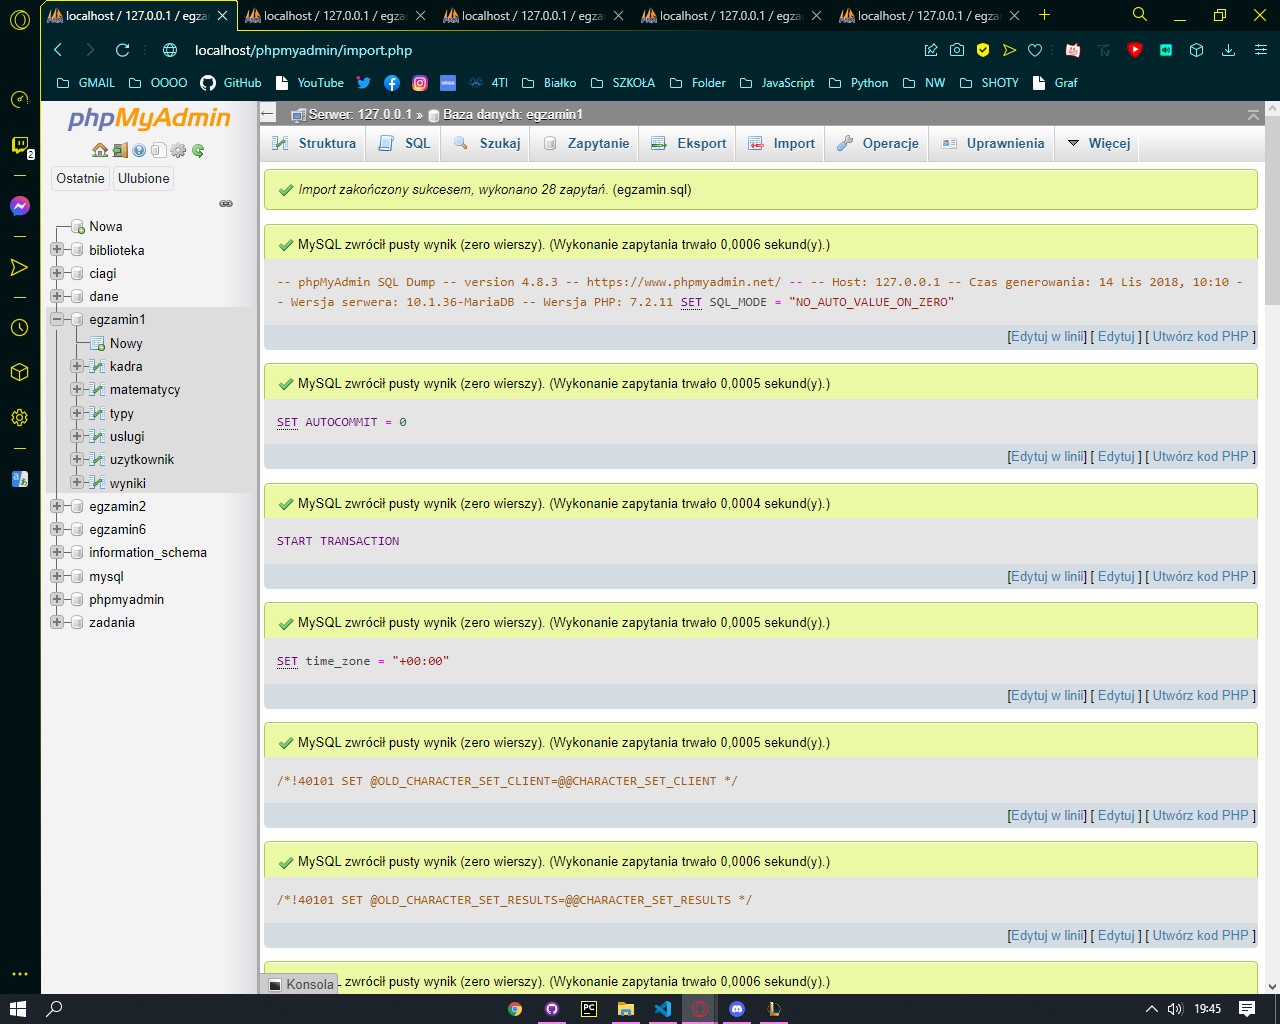 localhost / 127.0.0.1 / egza
localhost / 127.0.0.1 / egza
localhost / 127.0.0.1 / egza
localhost / 127.0.0.1 / egza
localhost / 127.0.0.1 / egza
localhost/phpmyadmin/import.php
GMAIL
OOOO
GitHub
YouTube
4TI
Białko
SZKOŁA
Folder
JavaScript
Python
NW
SHOTY
Graf
2
phpMyAdmin
Ostatnie
Ulubione
Nowa
biblioteka
ciagi
dane
egzamin1
Nowy
kadra
matematycy
typy
uslugi
uzytkownik
wyniki
egzamin2
egzamin6
information_schema
mysql
phpmyadmin
zadania
Serwer: 127.0.0.1 » Baza danych: egzamin1
Struktura
SQL
Szukaj
Zapytanie
Eksport
Import
Operacje
Uprawnienia
Więcej
Import zakończony sukcesem, wykonano 28 zapytań. (egzamin.sql)
MySQL zwrócił pusty wynik (zero wierszy). (Wykonanie zapytania trwało 0,0006 sekund(y).)
-- phpMyAdmin SQL Dump -- version 4.8.3 -- https://www.phpmyadmin.net/ -- -- Host: 127.0.0.1 -- Czas generowania: 14 Lis 2018, 10:10 -
- Wersja serwera: 10.1.36-MariaDB -- Wersja PHP: 7.2.11 SET SQL_MODE = "NO_AUTO_VALUE_ON_ZERO"
[Edytuj w linii] [ Edytuj ] [ Utwórz kod PHP ]
MySQL zwrócił pusty wynik (zero wierszy). (Wykonanie zapytania trwało 0,0005 sekund(y).)
SET AUTOCOMMIT = 0
[Edytuj w linii] [ Edytuj ] [ Utwórz kod PHP ]
MySQL zwrócił pusty wynik (zero wierszy). (Wykonanie zapytania trwało 0,0004 sekund(y).)
START TRANSACTION
[Edytuj w linii] [ Edytuj ] [ Utwórz kod PHP ]
MySQL zwrócił pusty wynik (zero wierszy). (Wykonanie zapytania trwało 0,0005 sekund(y).)
SET time_zone = "+00:00"
[Edytuj w linii] [ Edytuj ] [ Utwórz kod PHP ]
MySQL zwrócił pusty wynik (zero wierszy). (Wykonanie zapytania trwało 0,0005 sekund(y).)
/*!40101 SET @OLD_CHARACTER_SET_CLIENT=@@CHARACTER_SET_CLIENT */
[Edytuj w linii] [ Edytuj ] [ Utwórz kod PHP ]
MySQL zwrócił pusty wynik (zero wierszy). (Wykonanie zapytania trwało 0,0006 sekund(y).)
/*!40101 SET @OLD_CHARACTER_SET_RESULTS=@@CHARACTER_SET_RESULTS */
[Edytuj w linii] [ Edytuj ] [ Utwórz kod PHP ]
zwrócił pusty wynik (zero wierszy). (Wykonanie zapytania trwało 0,0006 sekund(y).)
Konsola
PC
19:45